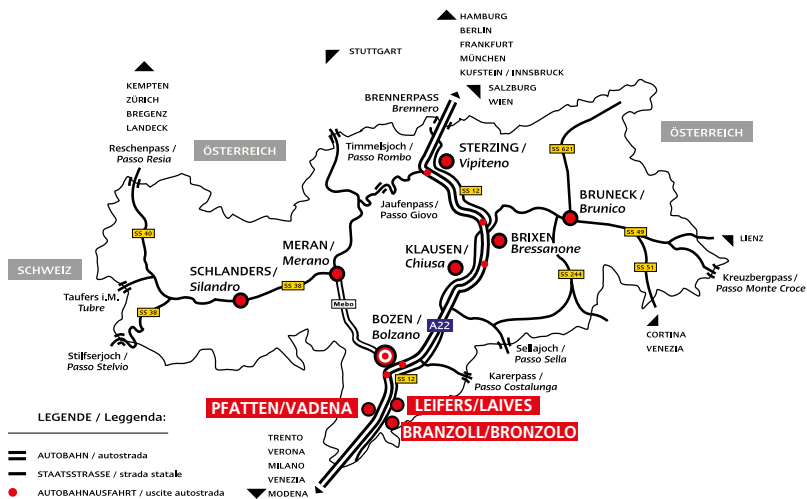 HAMBURG
BERLIN
FRANKFURT
MÜNCHEN
KUFSTEIN / INNSBRUCK
SALZBURG
WIEN
STUTTGART
KEMPTEN
ZÜRICH
BREGENZ
LANDECK
BRENNERPASS
Brennero
Reschenpass /
Passo Resia
ÖSTERREICH
Timmelsjoch /
Passo Rombo
STERZING /
Vipiteno
ÖSTERREICH
SS 621
SS 12
Jaufenpass /
Passo Giovo
BRUNECK /
Brunico
SS 40
MERAN /
Merano
KLAUSEN /
Chiusa
BRIXEN /
Bressanone
SS 49
LIENZ
SCHWEIZ
SCHLANDERS /
Silandro
SS 38
SS 244
SS 51
Kreuzbergpass /
Passo Monte Croce
Taufers i.M.
Tubre
SS 38
Mebo
BOZEN /
Bolzano
A22
Stilfserjoch /
Passo Stelvio
Sellajoch /
Passo Sella
CORTINA
VENEZIA
SS 12
Karerpass /
Passo Costalunga
PFATTEN/VADENA
LEIFERS/LAIVES
BRANZOLL/BRONZOLO
TRENTO
VERONA
MILANO
VENEZIA
MODENA
LEGENDE / Leggenda:
AUTOBAHN / autostrada
STAATSSTRASSE / strada statale
AUTOBAHNAUSFAHRT / uscite autostrada